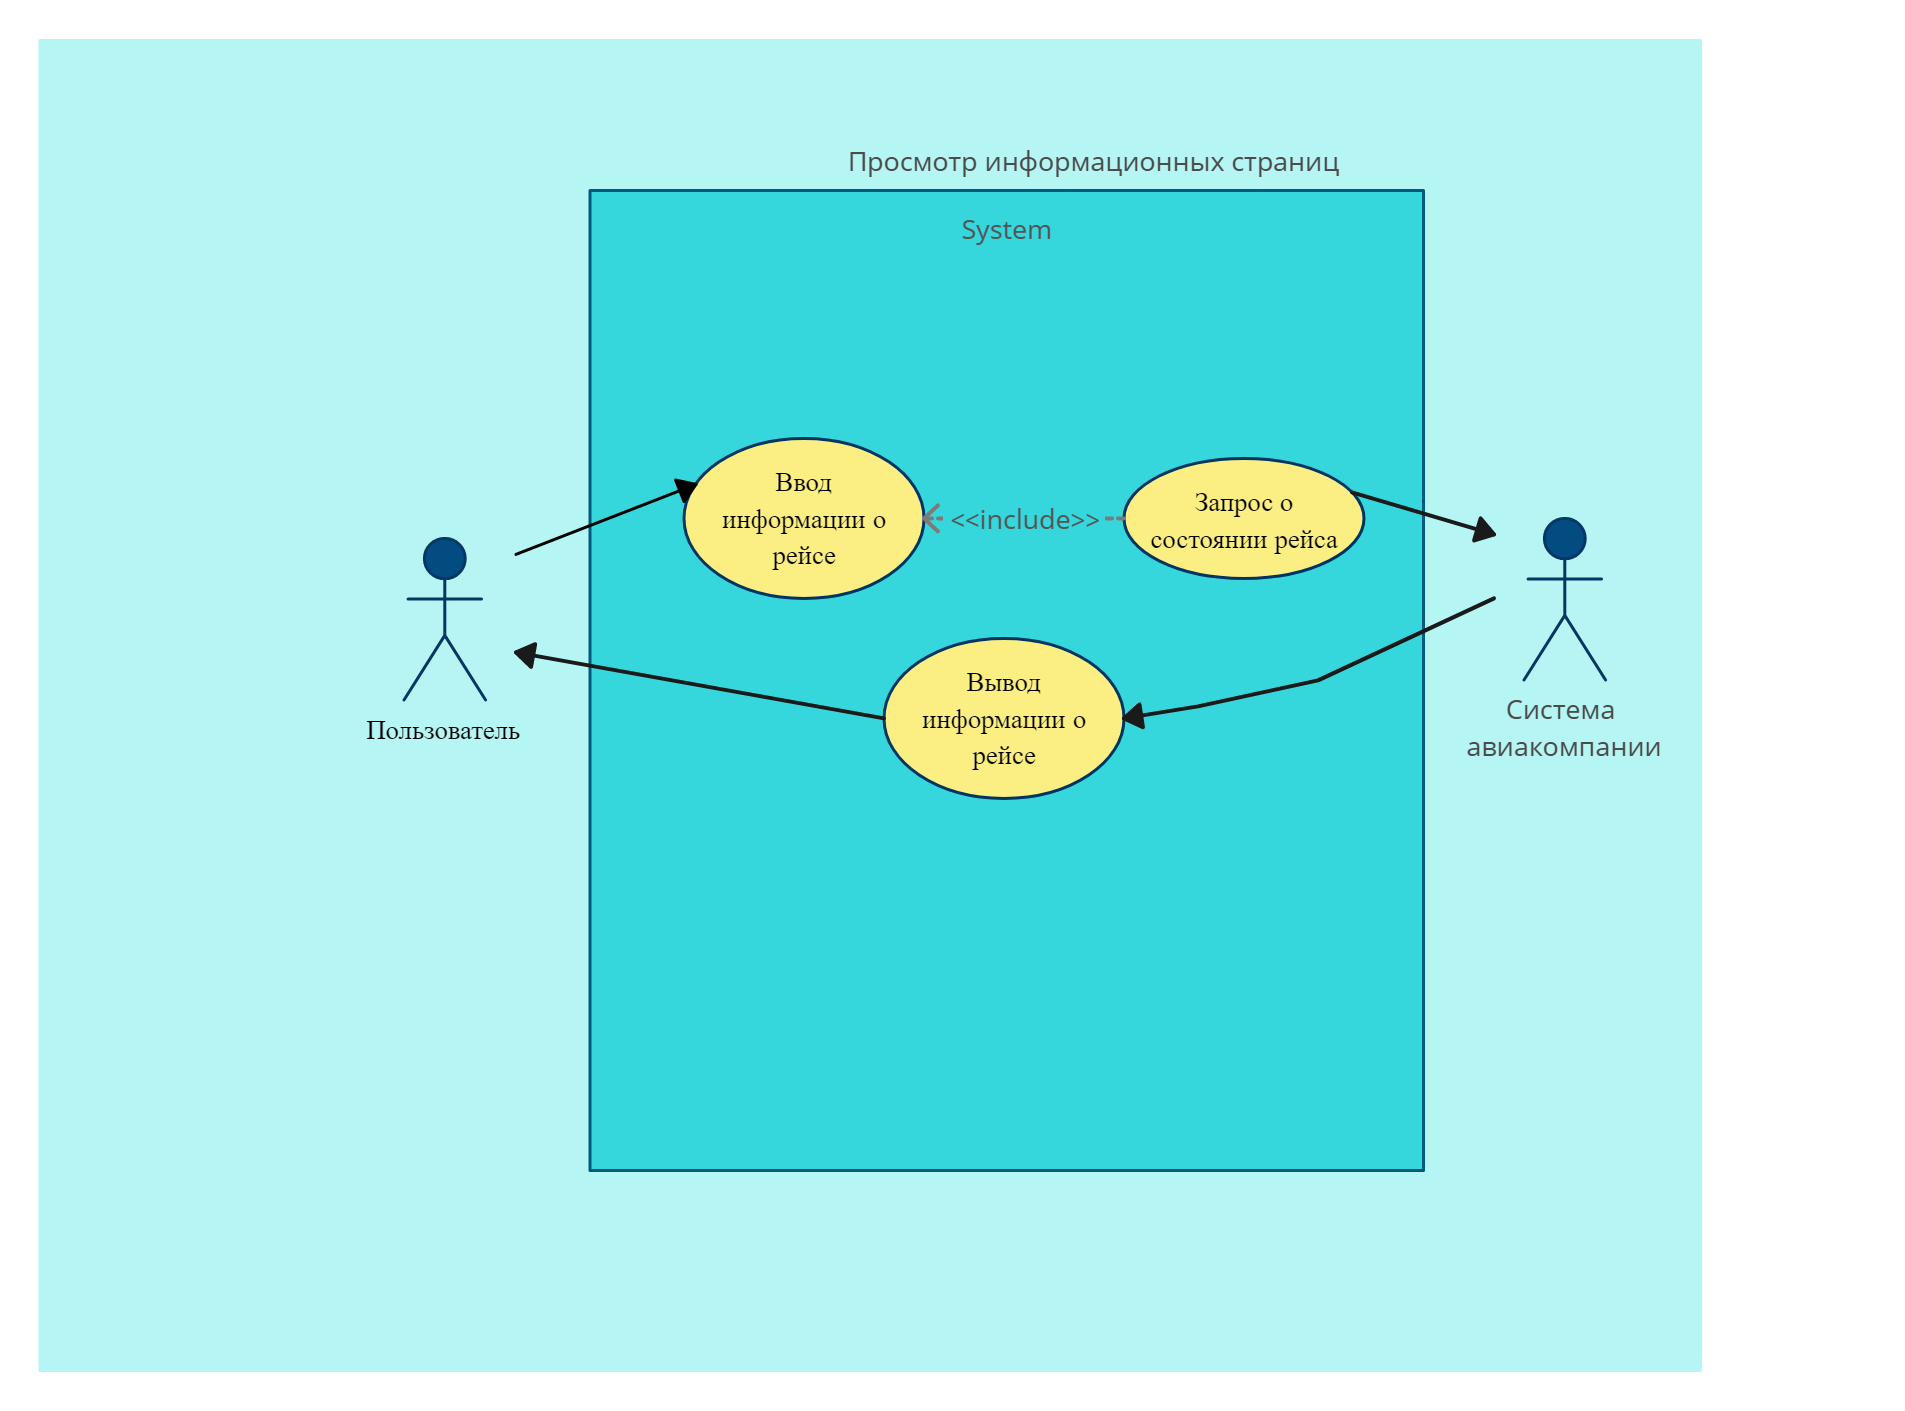 Просмотр информационных страниц
System
Ввод
информации о
рейсе
<<include>>
Запрос о
состоянии рейса
Вывод
информации о
рейсе
Пользователь
Система
авиакомпании